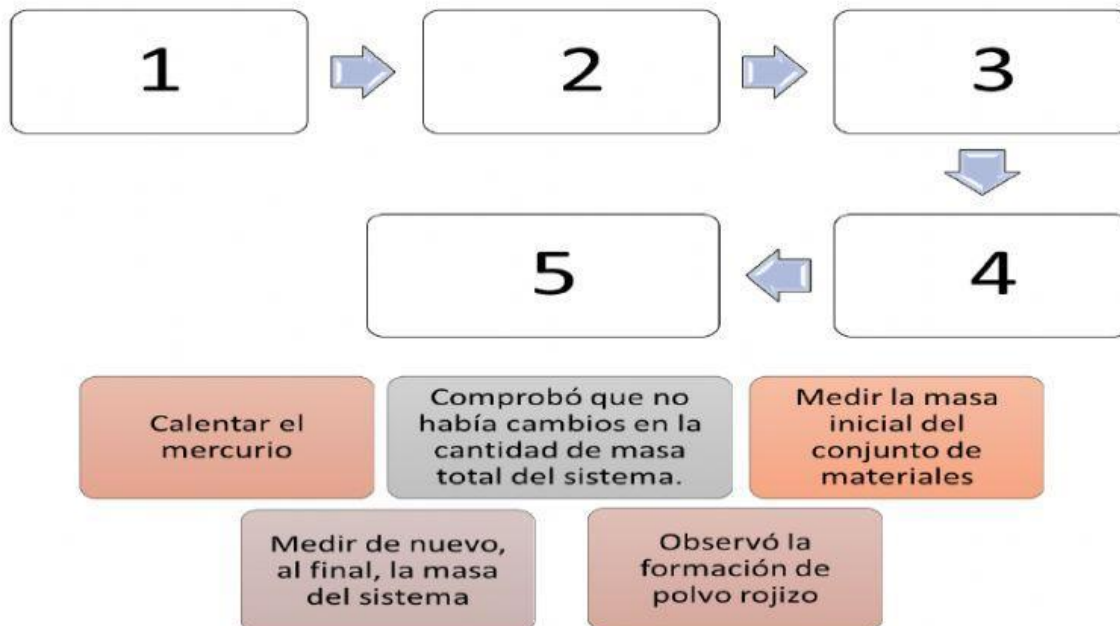 1
2
3
5
4
Calentar el
mercurio
Comprobó que no
había cambios en la
cantidad de masa
total del sistema.
Medir la masa
inicial del
conjunto de
materiales
Medir de nuevo,
al final, la masa
del sistema
Observó la
formación de
polvo rojizo